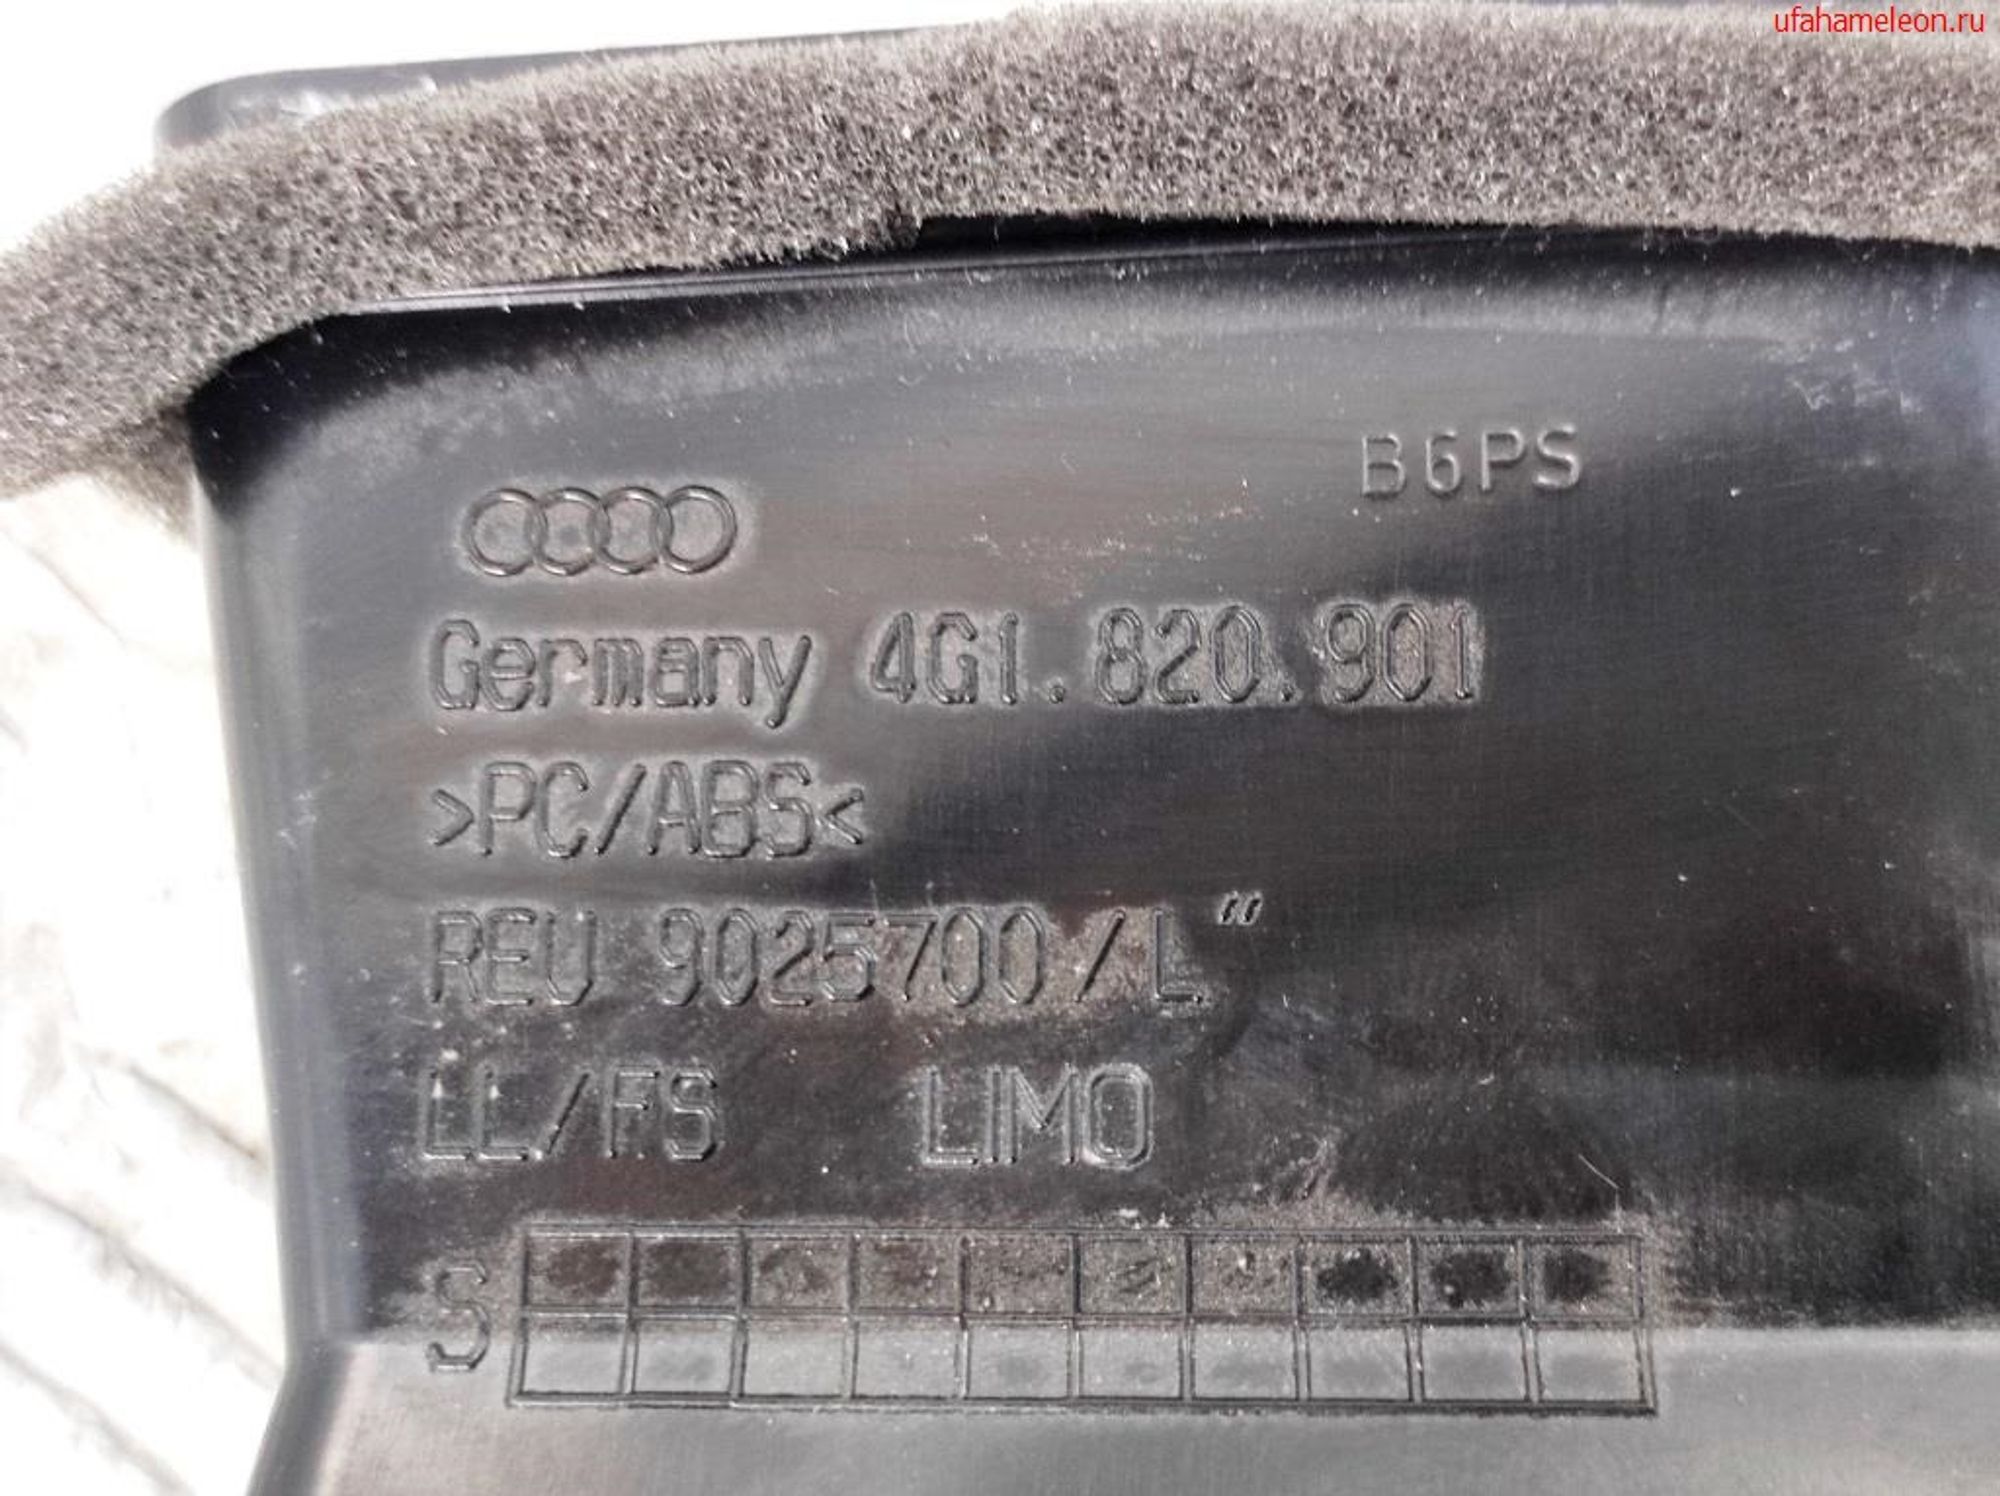 ufahameleon.ru
B6PS
Germany 4G1.820.901
>PC/ABS<
REU 9025700/L"
LL/FS LIMO
S